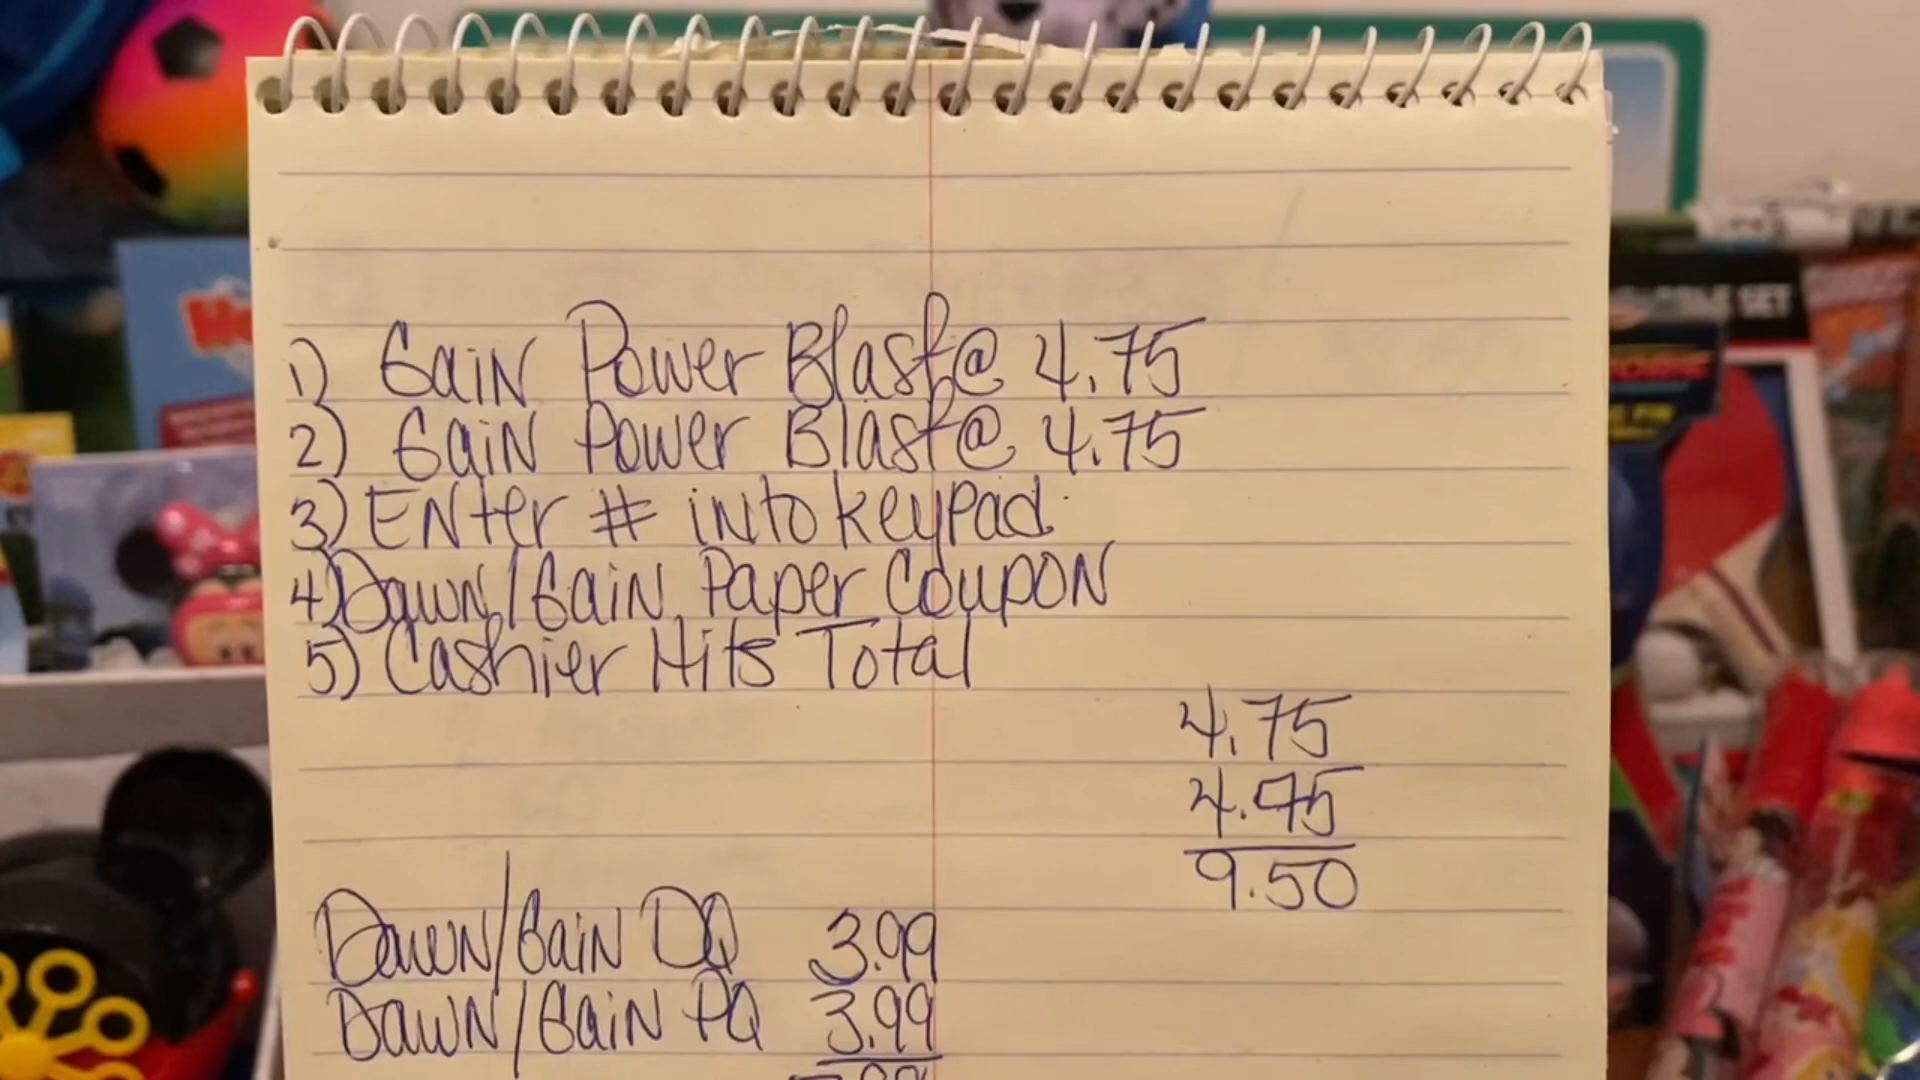 1) Gain Power Blast @ 4.75
2) Gain Power Blast @ 4.75
3) Enter # into keypad
4) Dawn/Gain Paper Coupon
5) Cashier Hits Total
4.75
4.75
9.50
Dawn/Gain DQ 3.99
Dawn/Gain PQ 3.99
SET